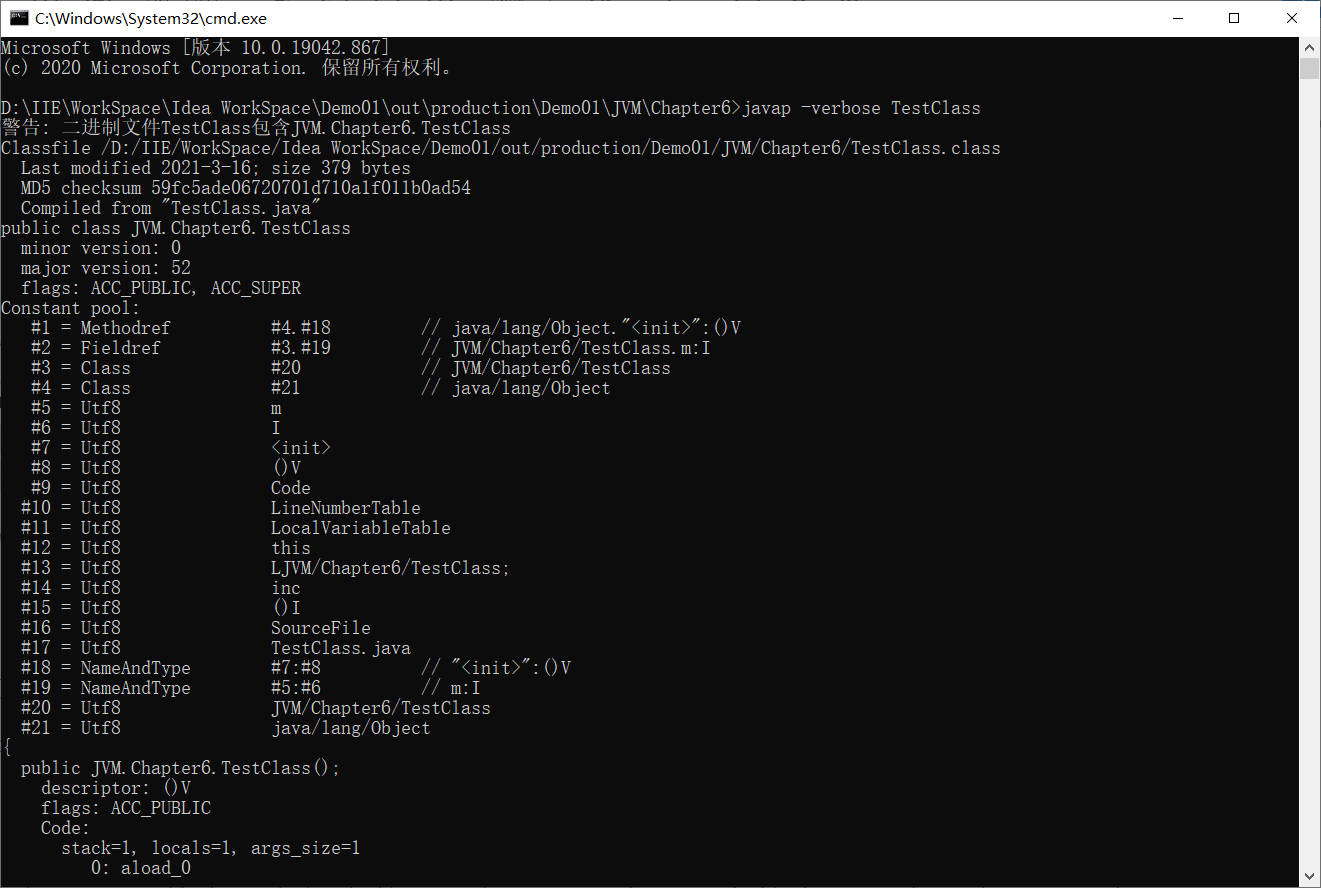 C:\Windows\System32\cmd.exe
Microsoft Windows [版本 10.0.19042.867]
(c) 2020 Microsoft Corporation. 保留所有权利。
D:\IIE\WorkSpace\Idea WorkSpace\Demo01\out\production\Demo01\JVM\Chapter6>javap -verbose TestClass
警告: 二进制文件TestClass包含JVM.Chapter6.TestClass
Classfile /D:/IIE/WorkSpace/Idea WorkSpace/Demo01/out/production/Demo01/JVM/Chapter6/TestClass.class
  Last modified 2021-3-16; size 379 bytes
  MD5 checksum 59fc5ade06720701d710a1f011b0ad54
  Compiled from "TestClass.java"
public class JVM.Chapter6.TestClass
  minor version: 0
  major version: 52
  flags: ACC_PUBLIC, ACC_SUPER
Constant pool:
   #1 = Methodref          #4.#18         // java/lang/Object."<init>":()V
   #2 = Fieldref           #3.#19         // JVM/Chapter6/TestClass.m:I
   #3 = Class              #20            // JVM/Chapter6/TestClass
   #4 = Class              #21            // java/lang/Object
   #5 = Utf8               m
   #6 = Utf8               I
   #7 = Utf8               <init>
   #8 = Utf8               ()V
   #9 = Utf8               Code
  #10 = Utf8               LineNumberTable
  #11 = Utf8               LocalVariableTable
  #12 = Utf8               this
  #13 = Utf8               LJVM/Chapter6/TestClass;
  #14 = Utf8               inc
  #15 = Utf8               ()I
  #16 = Utf8               SourceFile
  #17 = Utf8               TestClass.java
  #18 = NameAndType        #7:#8          // "<init>":()V
  #19 = NameAndType        #5:#6          // m:I
  #20 = Utf8               JVM/Chapter6/TestClass
  #21 = Utf8               java/lang/Object
{
  public JVM.Chapter6.TestClass();
    descriptor: ()V
    flags: ACC_PUBLIC
    Code:
      stack=1, locals=1, args_size=1
         0: aload_0